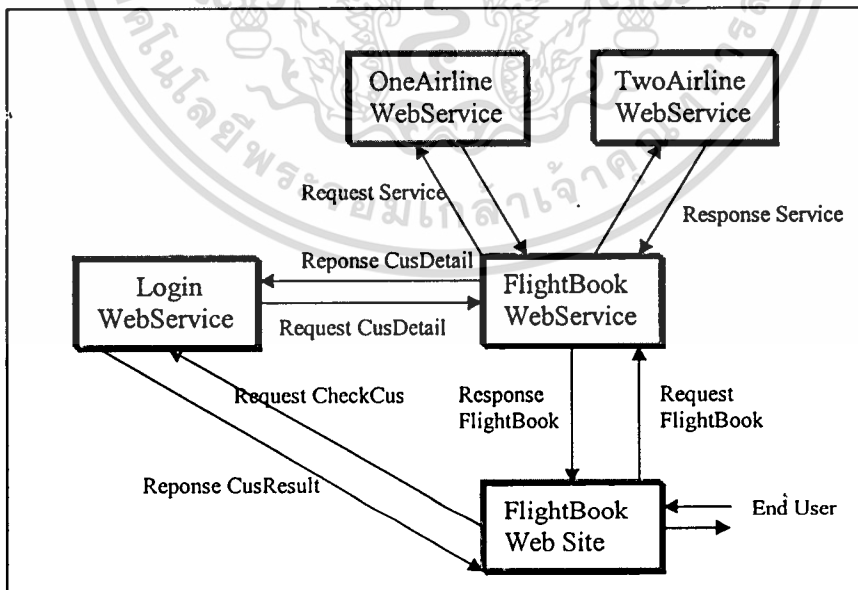 OneAirline
WebService
TwoAirline
WebService
Request Service
Response Service
Reponse CusDetail
Login
WebService
FlightBook
WebService
Request CusDetail
Request CheckCus
Response
FlightBook
Request
FlightBook
Reponse CusResult
FlightBook
Web Site
End User